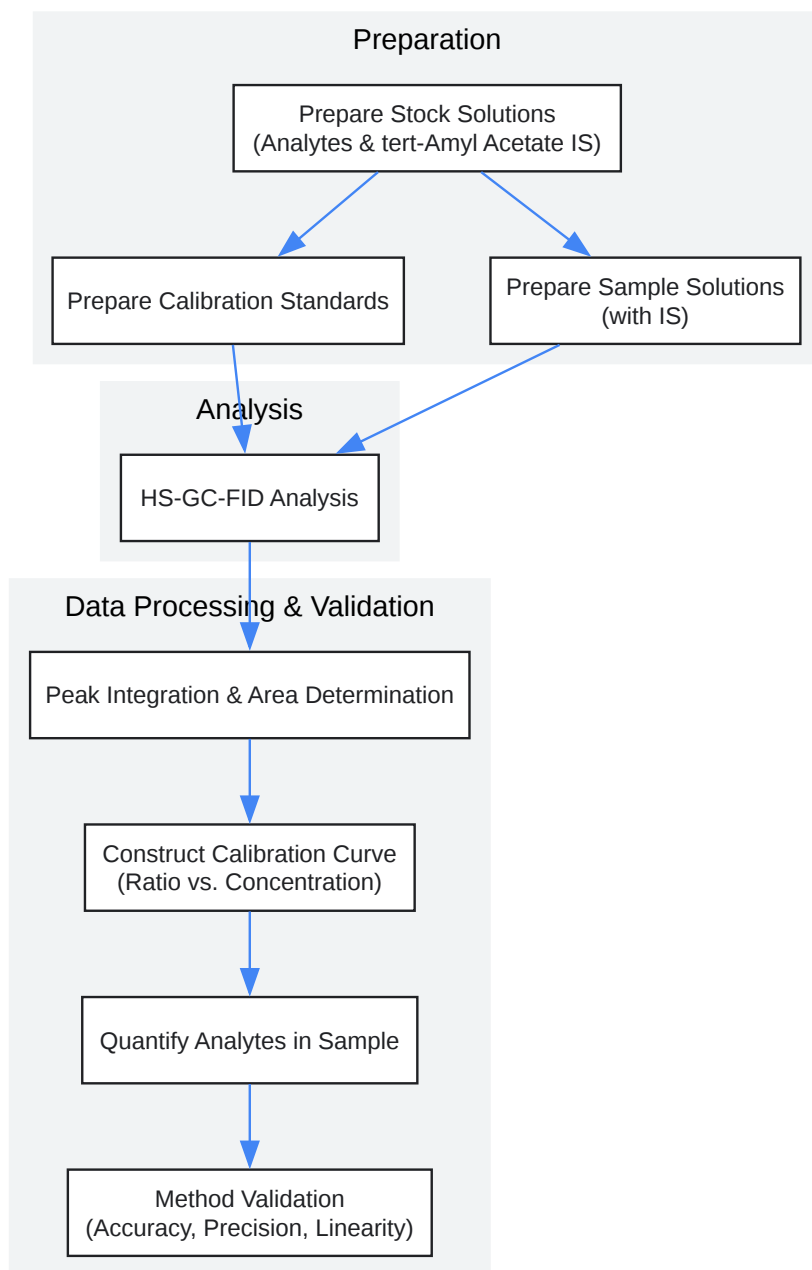 Preparation
Prepare Stock Solutions
(Analytes & tert-Amyl Acetate IS)
Prepare Calibration Standards
Prepare Sample Solutions
(with IS)
Analysis
HS-GC-FID Analysis
Data Processing & Validation
Peak Integration & Area Determination
Construct Calibration Curve
(Ratio vs. Concentration)
Quantify Analytes in Sample
Method Validation
(Accuracy, Precision, Linearity)